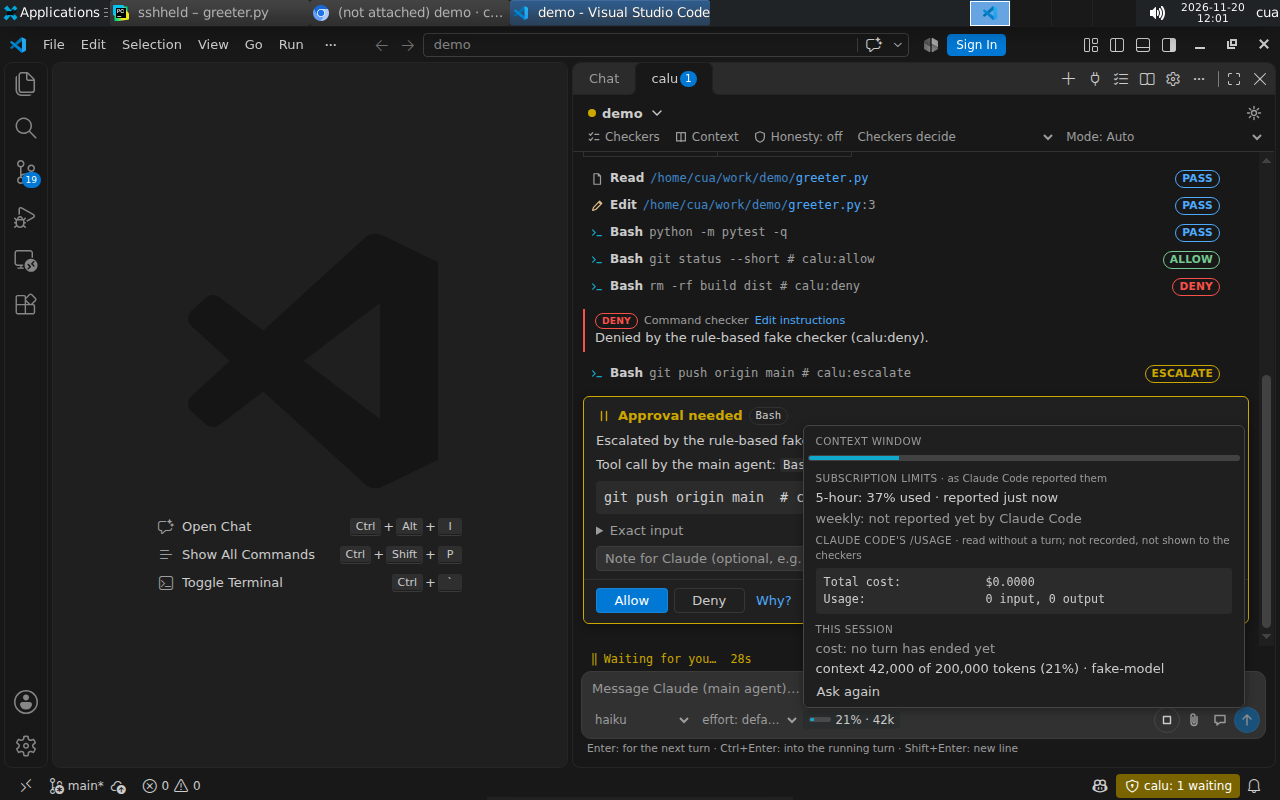 Applications
sshheld – greeter.py
(not attached) demo · c…
demo - Visual Studio Code
2026-11-20
12:01
cua
File Edit Selection View Go Run ···
demo
Sign In
Chat
calu 1
demo
Checkers Context Honesty: off Checkers decide Mode: Auto
Read /home/cua/work/demo/greeter.py PASS
Edit /home/cua/work/demo/greeter.py:3 PASS
Bash python -m pytest -q PASS
Bash git status --short # calu:allow ALLOW
Bash rm -rf build dist # calu:deny DENY
DENY Command checker Edit instructions
Denied by the rule-based fake checker (calu:deny).
Bash git push origin main # calu:escalate ESCALATE
Approval needed Bash
Escalated by the rule-based fake
Tool call by the main agent: Bas
git push origin main # c
Exact input
Note for Claude (optional, e.g.
Allow Deny Why?
CONTEXT WINDOW
SUBSCRIPTION LIMITS · as Claude Code reported them
5-hour: 37% used · reported just now
weekly: not reported yet by Claude Code
CLAUDE CODE'S /USAGE · read without a turn; not recorded, not shown to the
checkers
Total cost: $0.0000
Usage: 0 input, 0 output
THIS SESSION
cost: no turn has ended yet
context 42,000 of 200,000 tokens (21%) · fake-model
Ask again
Waiting for you… 28s
Message Claude (main agent)…
haiku effort: defa… 21% · 42k
Enter: for the next turn · Ctrl+Enter: into the running turn · Shift+Enter: new line
19
Open Chat Ctrl + Alt + I
Show All Commands Ctrl + Shift + P
Toggle Terminal Ctrl + `
main* 0 0
calu: 1 waiting